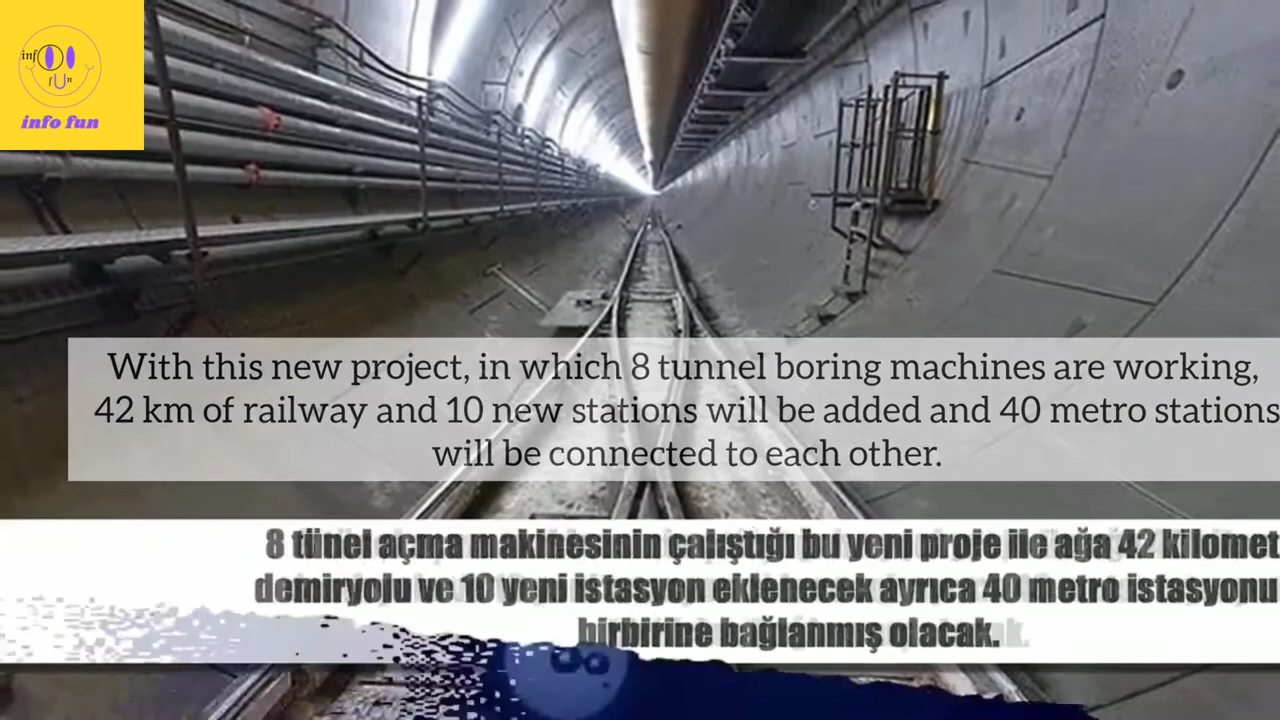 info
fun
info fun
With this new project, in which 8 tunnel boring machines are working,
42 km of railway and 10 new stations will be added and 40 metro stations
will be connected to each other.
8 tünel açma makinesinin çalıştığı bu yeni proje ile ağa 42 kilomet
demiryolu ve 10 yeni istasyon eklenecek ayrıca 40 metro istasyonu
birbirine bağlanmış olacak.